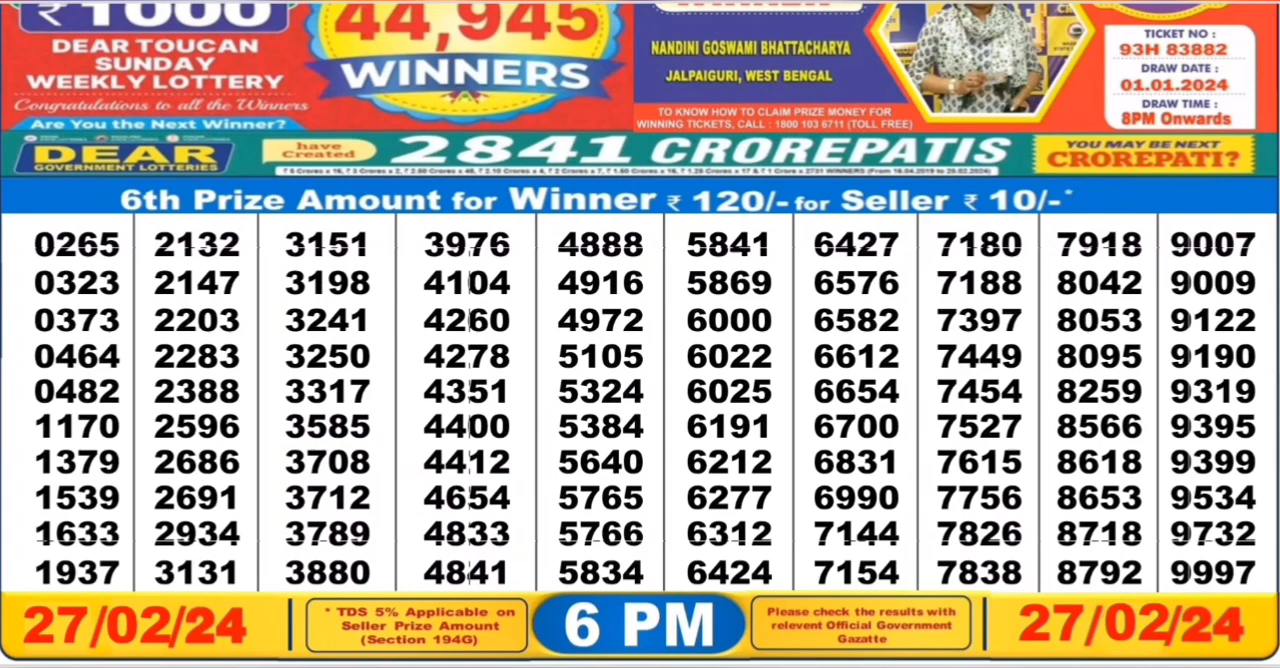 ₹1000
DEAR TOUCAN
SUNDAY
WEEKLY LOTTERY
Congratulations to all the Winners
Are You the Next Winner?
44,945
WINNERS
WINNER
NANDINI GOSWAMI BHATTACHARYA
JALPAIGURI, WEST BENGAL
TO KNOW HOW TO CLAIM PRIZE MONEY FOR
WINNING TICKETS, CALL : 1800 103 6711 (TOLL FREE)
TICKET NO :
93H 83882
DRAW DATE :
01.01.2024
DRAW TIME :
8PM Onwards
DEAR
GOVERNMENT LOTTERIES
have
Created
2841 CROREPATIS
YOU MAY BE NEXT
CROREPATI?
6th Prize Amount for Winner ₹ 120/- for Seller ₹ 10/-*
0265 2132 3151 3976 4888 5841 6427 7180 7918 9007
0323 2147 3198 4104 4916 5869 6576 7188 8042 9009
0373 2203 3241 4260 4972 6000 6582 7397 8053 9122
0464 2283 3250 4278 5105 6022 6612 7449 8095 9190
0482 2388 3317 4351 5324 6025 6654 7454 8259 9319
1170 2596 3585 4400 5384 6191 6700 7527 8566 9395
1379 2686 3708 4412 5640 6212 6831 7615 8618 9399
1539 2691 3712 4654 5765 6277 6990 7756 8653 9534
1633 2934 3789 4833 5766 6312 7144 7826 8718 9732
1937 3131 3880 4841 5834 6424 7154 7838 8792 9997
27/02/24
* TDS 5% Applicable on
Seller Prize Amount
(Section 194G)
6 PM
Please check the results with
relevent Official Government
Gazatte
27/02/24